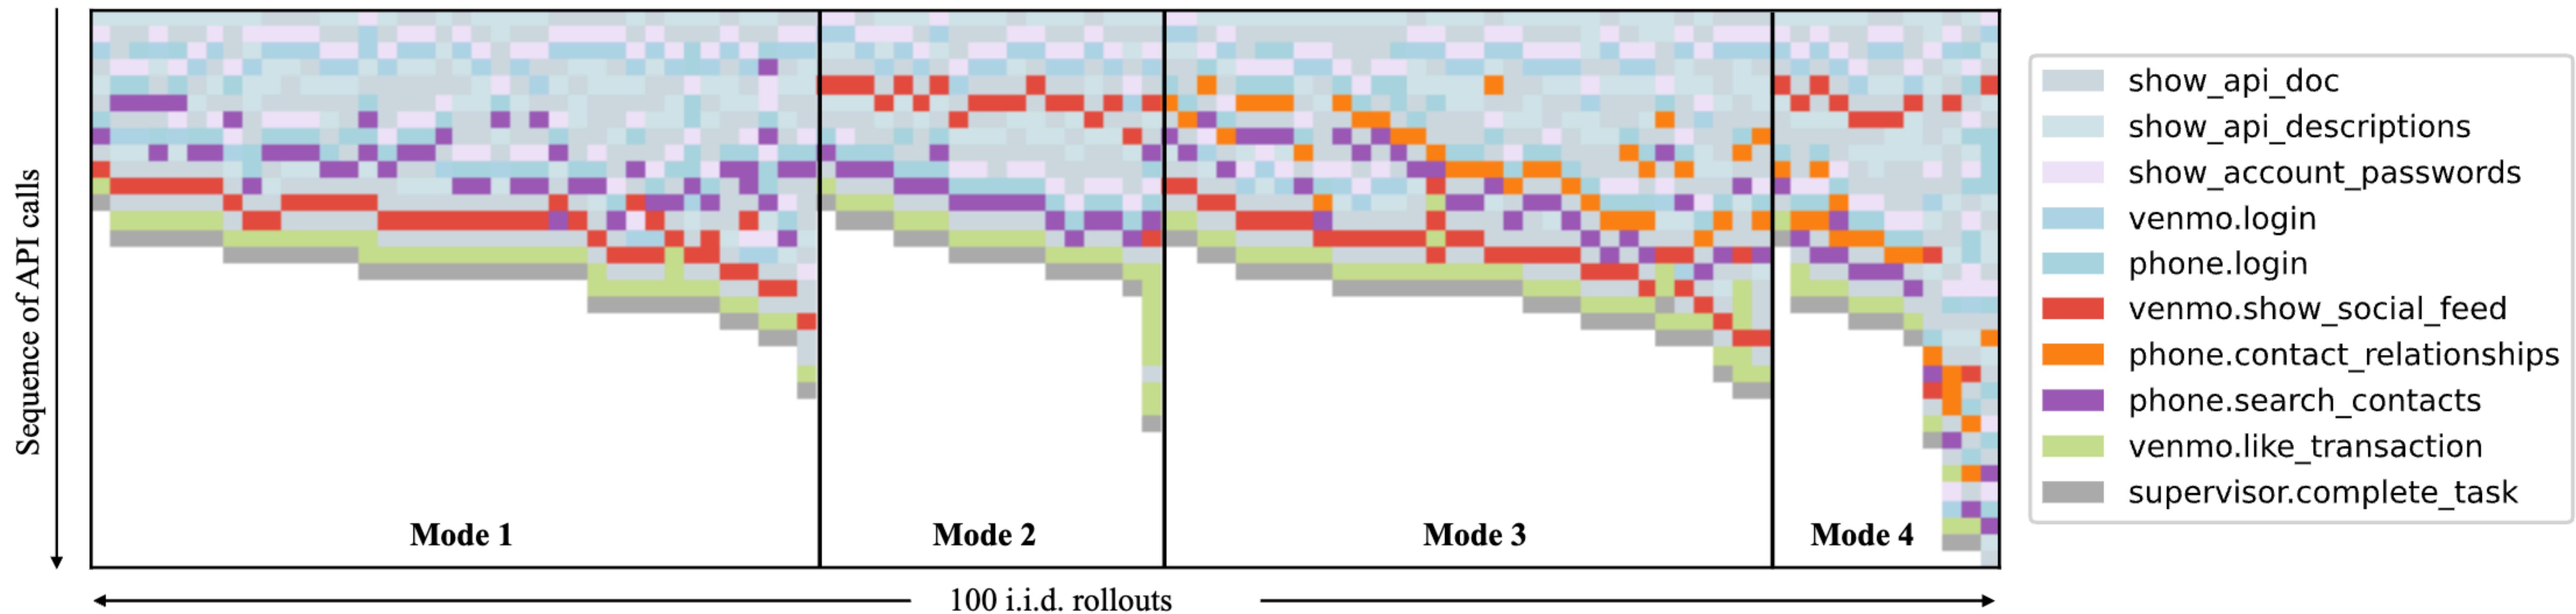 Sequence of API calls
Mode 1
Mode 2
Mode 3
Mode 4
100 i.i.d. rollouts
show_api_doc
show_api_descriptions
show_account_passwords
venmo.login
phone.login
venmo.show_social_feed
phone.contact_relationships
phone.search_contacts
venmo.like_transaction
supervisor.complete_task